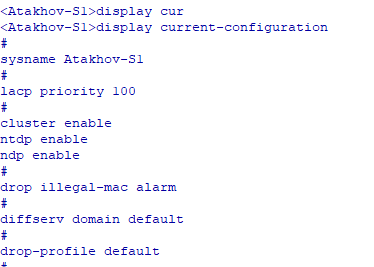 <Atakhov-S1>display cur
<Atakhov-S1>display current-configuration
#
sysname Atakhov-S1
#
lacp priority 100
#
cluster enable
ntdp enable
ndp enable
#
drop illegal-mac alarm
#
diffserv domain default
#
drop-profile default
#